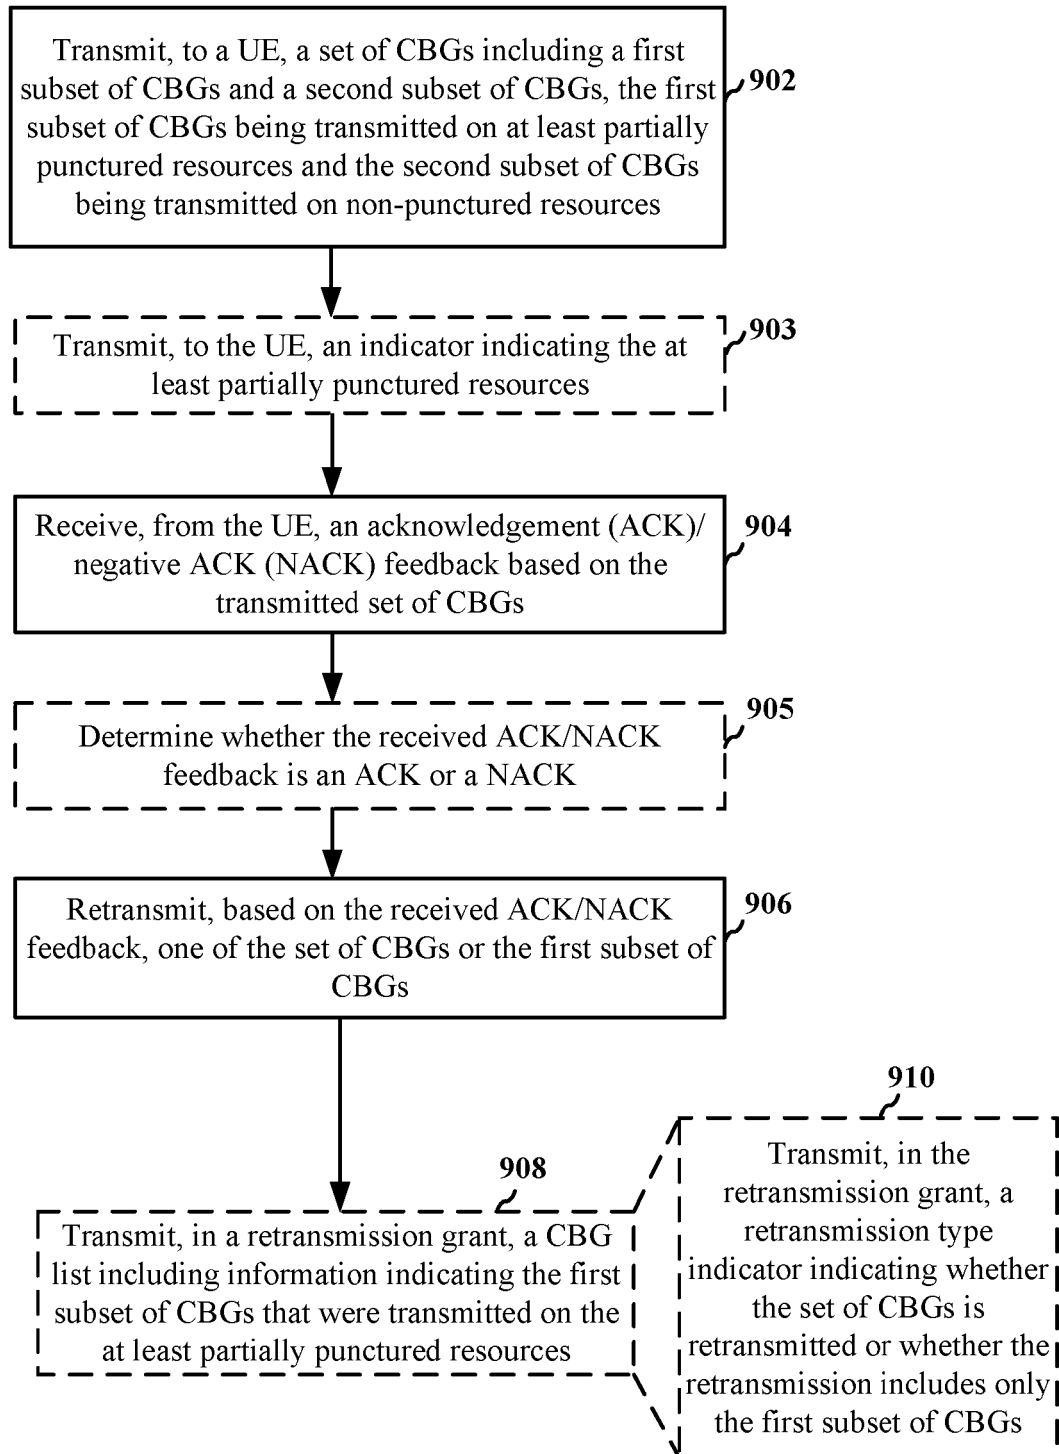 Transmit, to a UE, a set of CBGs including a first
subset of CBGs and a second subset of CBGs, the first
subset of CBGs being transmitted on at least partially
punctured resources and the second subset of CBGs
being transmitted on non-punctured resources
902
Transmit, to the UE, an indicator indicating the at
least partially punctured resources
903
Receive, from the UE, an acknowledgement (ACK)/
negative ACK (NACK) feedback based on the
transmitted set of CBGs
904
Determine whether the received ACK/NACK
feedback is an ACK or a NACK
905
Retransmit, based on the received ACK/NACK
feedback, one of the set of CBGs or the first subset of
CBGs
906
908
Transmit, in a retransmission grant, a CBG
list including information indicating the first
subset of CBGs that were transmitted on the
at least partially punctured resources
910
Transmit, in the
retransmission grant, a
retransmission type
indicator indicating whether
the set of CBGs is
retransmitted or whether the
retransmission includes only
the first subset of CBGs